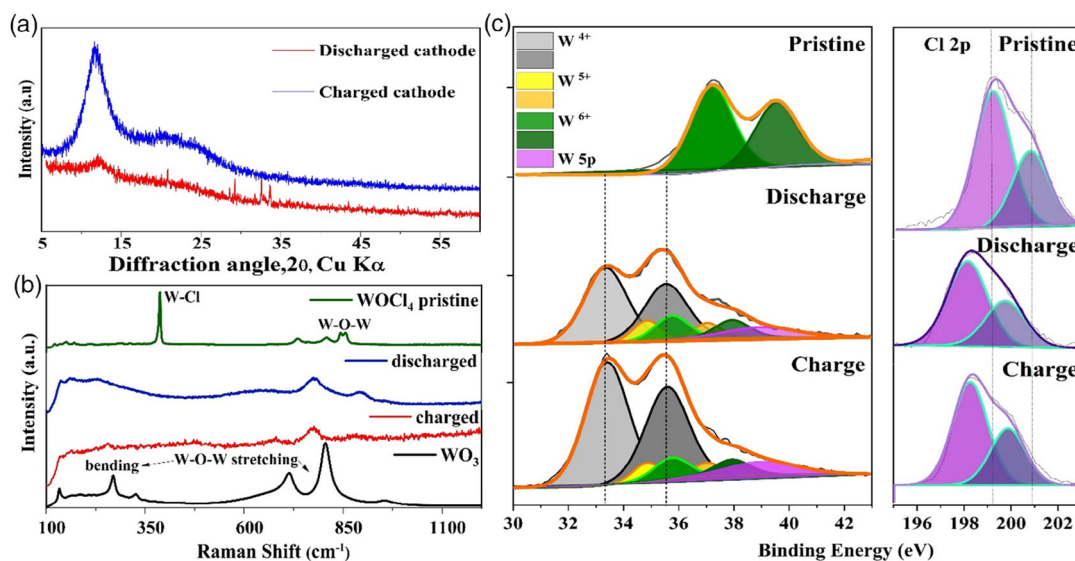 (a)
Discharged cathode
Charged cathode
Intensity (a.u)
5 15 25 35 45 55
Diffraction angle,2θ, Cu Kα
(b)
W-Cl
WOCl4 pristine
W-O-W
discharged
charged
bending
W-O-W stretching
WO3
Intensity (a.u.)
100 350 600 850 1100
Raman Shift (cm-1)
(c)
W 4+
W 5+
W 6+
W 5p
Pristine
Discharge
Charge
30 32 34 36 38 40 42
Cl 2p
Pristine
Discharge
Charge
195 196 198 200 202
Binding Energy (eV)